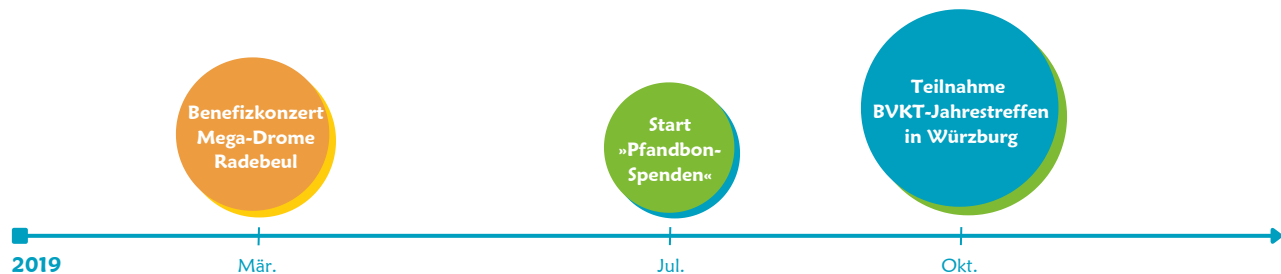 Benefizkonzert
Mega-Drome
Radebeul
Start
»Pfandbon-
Spenden«
Teilnahme
BVKT-Jahrestreffen
in Würzburg
2019
Mär.
Jul.
Okt.